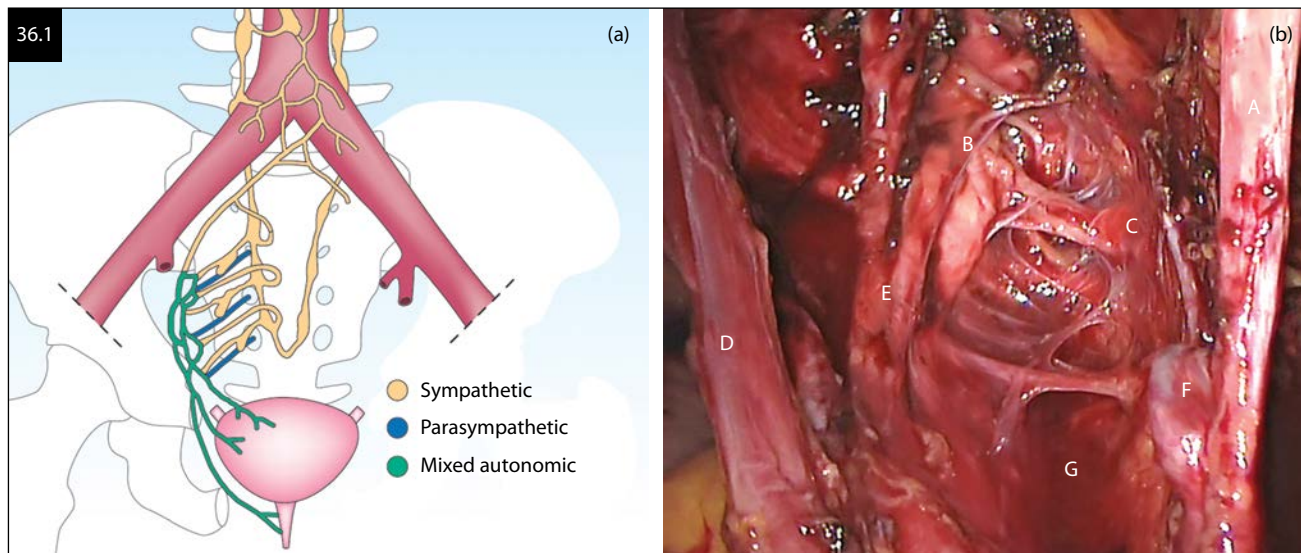 36.1
(a)
Sympathetic
Parasympathetic
Mixed autonomic
(b)
A
B
C
D
E
F
G